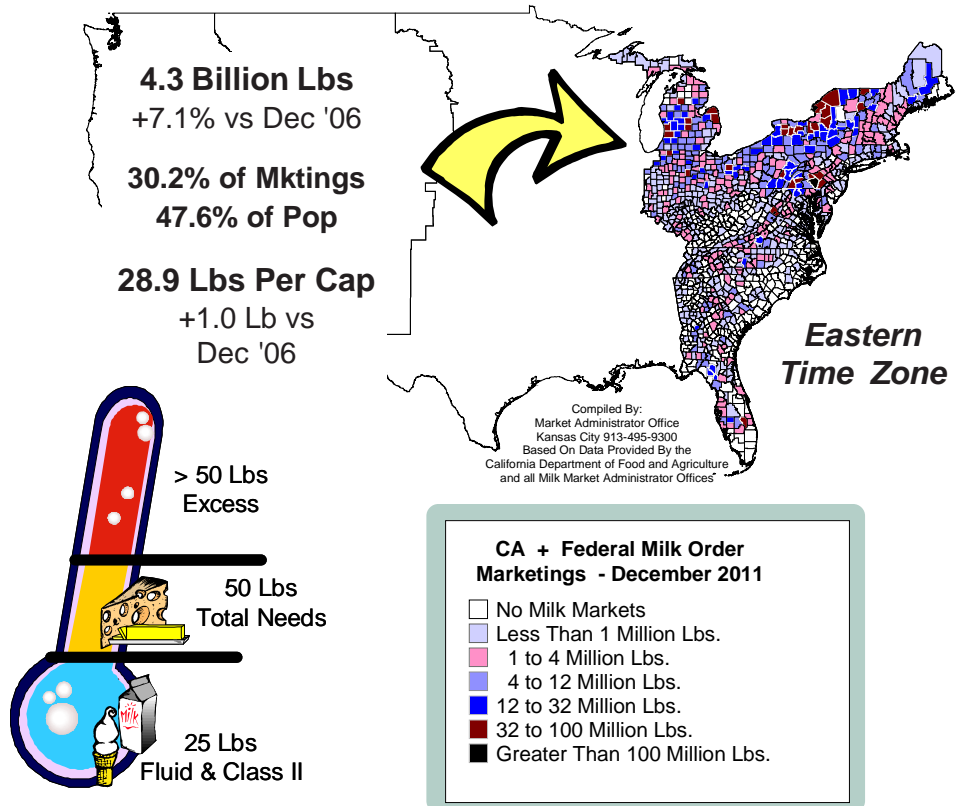 4.3 Billion Lbs
+7.1% vs Dec '06
30.2% of Mktings
47.6% of Pop
28.9 Lbs Per Cap
+1.0 Lb vs
Dec '06
Eastern
Time Zone
Compiled By:
Market Administrator Office
Kansas City 913-495-9300
Based On Data Provided By the
California Department of Food and Agriculture
and all Milk Market Administrator Offices
> 50 Lbs
Excess
50 Lbs
Total Needs
Milk
25 Lbs
Fluid & Class II
CA + Federal Milk Order
Marketings - December 2011
No Milk Markets
Less Than 1 Million Lbs.
1 to 4 Million Lbs.
4 to 12 Million Lbs.
12 to 32 Million Lbs.
32 to 100 Million Lbs.
Greater Than 100 Million Lbs.